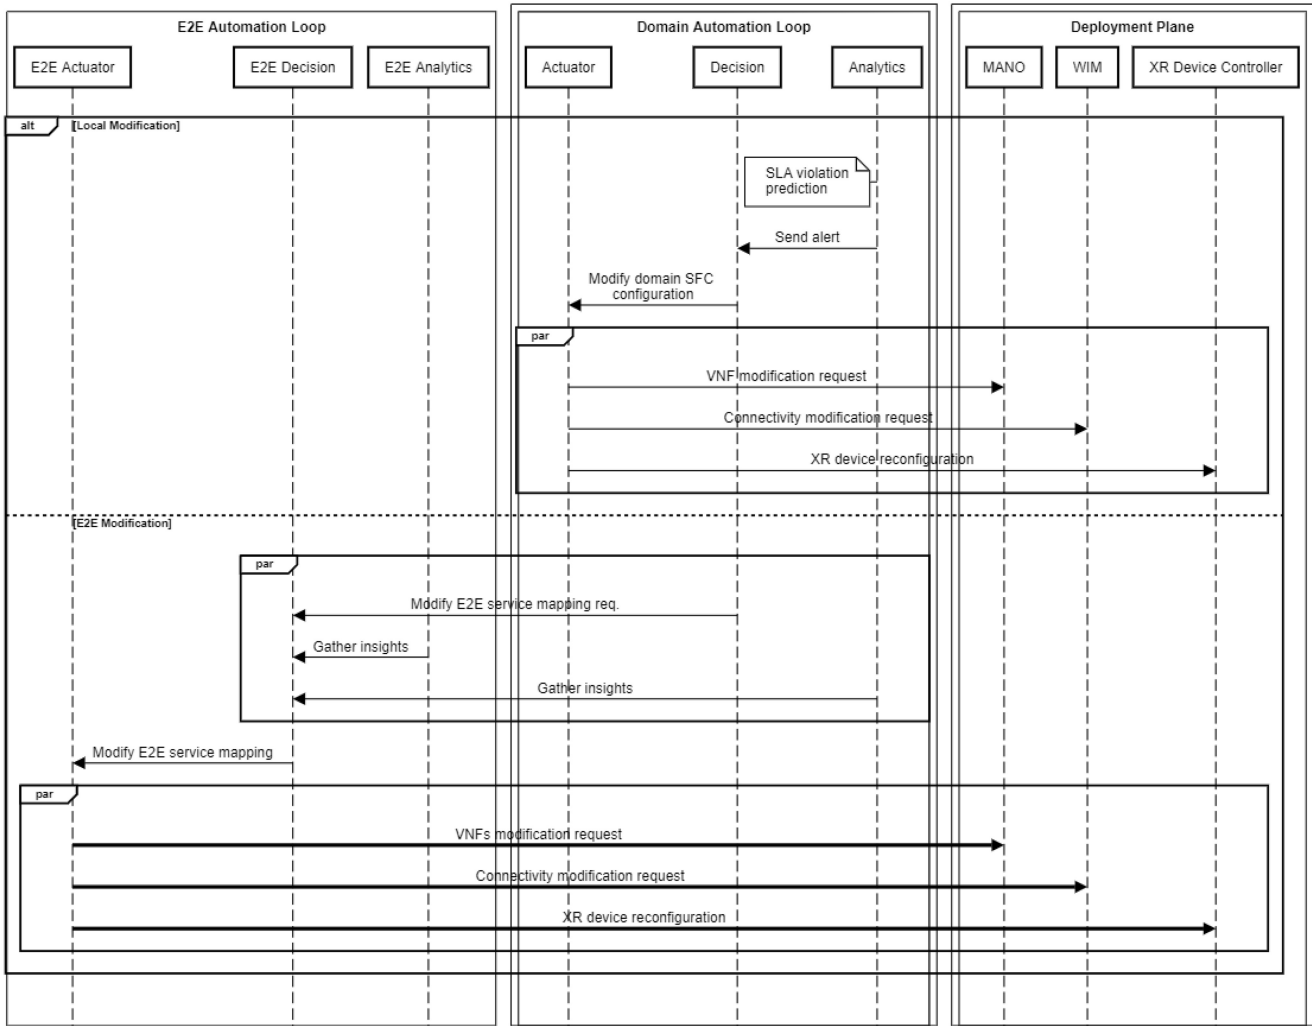 E2E Automation Loop
Domain Automation Loop
Deployment Plane
E2E Actuator
E2E Decision
E2E Analytics
Actuator
Decision
Analytics
MANO
WIM
XR Device Controller
alt
[Local Modification]
SLA violation
prediction
Send alert
Modify domain SFC
configuration
par
VNF modification request
Connectivity modification request
XR device reconfiguration
[E2E Modification]
par
Modify E2E service mapping req.
Gather insights
Gather insights
Modify E2E service mapping
par
VNFs modification request
Connectivity modification request
XR device reconfiguration